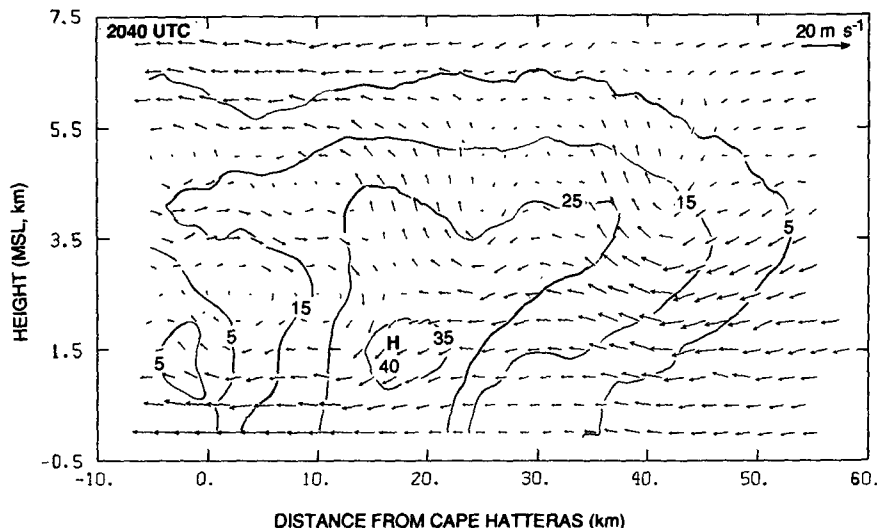 7.5
2040 UTC
20 m s-1
5.5
15
25
5
HEIGHT (MSL, km)
3.5
15
5
35
H
1.5
5
40
-0.5
-10. 0. 10. 20. 30. 40. 50. 60.
DISTANCE FROM CAPE HATTERAS (km)